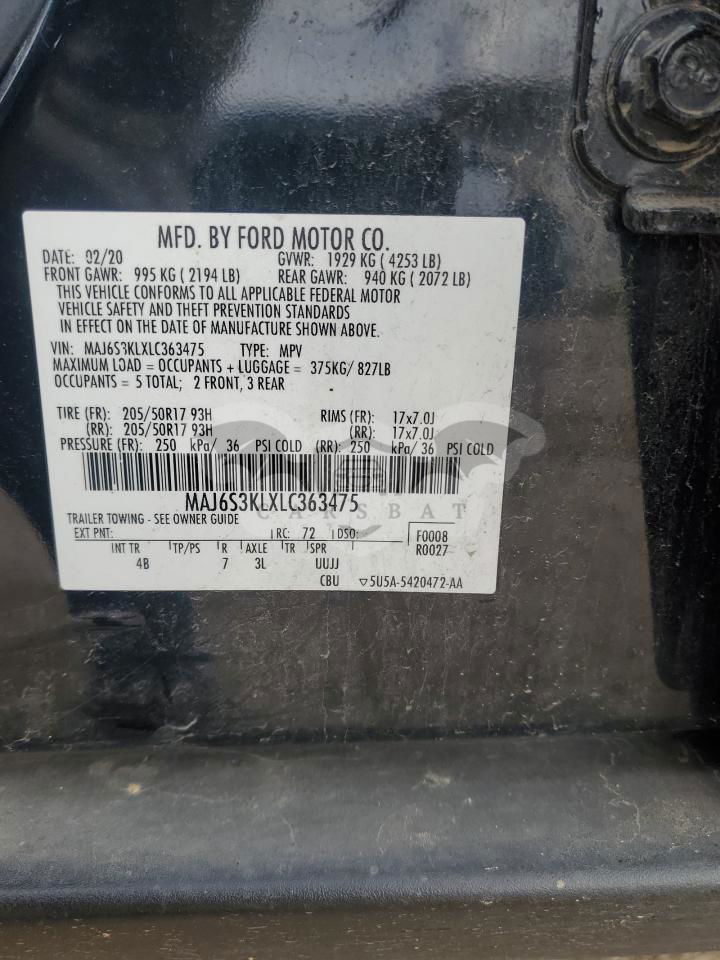 MFD. BY FORD MOTOR CO.
DATE: 02/20 GVWR: 1929 KG ( 4253 LB)
FRONT GAWR: 995 KG ( 2194 LB) REAR GAWR: 940 KG ( 2072 LB)
THIS VEHICLE CONFORMS TO ALL APPLICABLE FEDERAL MOTOR
VEHICLE SAFETY AND THEFT PREVENTION STANDARDS
IN EFFECT ON THE DATE OF MANUFACTURE SHOWN ABOVE.
VIN: MAJ6S3KLXLC363475 TYPE: MPV
MAXIMUM LOAD = OCCUPANTS + LUGGAGE = 375KG/ 827LB
OCCUPANTS = 5 TOTAL; 2 FRONT, 3 REAR
TIRE (FR): 205/50R17 93H RIMS (FR): 17x7.0J
(RR): 205/50R17 93H (RR): 17x7.0J
PRESSURE (FR): 250 kPa/ 36 PSI COLD (RR): 250 kPa/ 36 PSI COLD
MAJ6S3KLXLC363475
CARSBAT
TRAILER TOWING - SEE OWNER GUIDE
EXT PNT: RC: 72 DSO: F0008
INT TR TP/PS R AXLE TR SPR R0027
4B 7 3L UUJJ
CBU ▽5U5A-5420472-AA